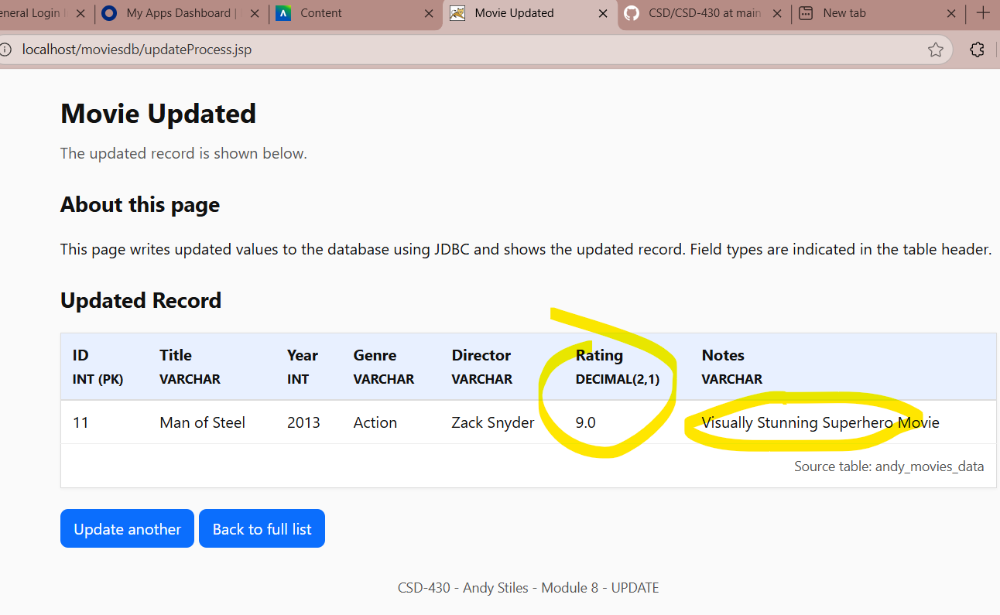 eneral Login
My Apps Dashboard |
Content
Movie Updated
CSD/CSD-430 at main
New tab
localhost/moviesdb/updateProcess.jsp
Movie Updated
The updated record is shown below.
About this page
This page writes updated values to the database using JDBC and shows the updated record. Field types are indicated in the table header.
Updated Record
ID Title Year Genre Director Rating Notes
INT (PK) VARCHAR INT VARCHAR VARCHAR DECIMAL(2,1) VARCHAR
11 Man of Steel 2013 Action Zack Snyder 9.0 Visually Stunning Superhero Movie
Source table: andy_movies_data
Update another Back to full list
CSD-430 - Andy Stiles - Module 8 - UPDATE